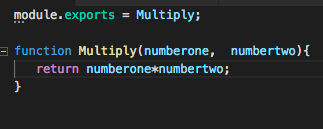 module.exports = Multiply;
function Multiply(numberone,  numbertwo){
return numberone*numbertwo;
}